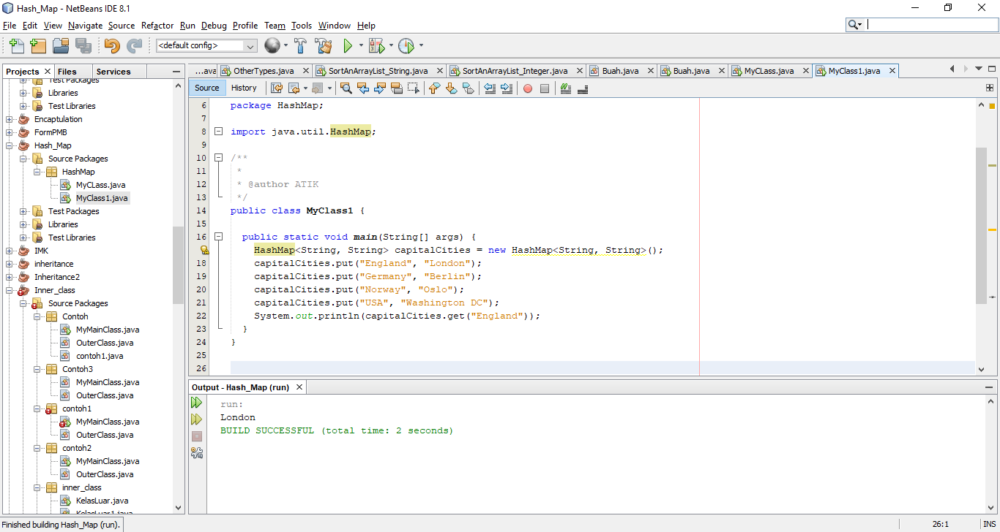 Hash_Map - NetBeans IDE 8.1
File Edit View Navigate Source Refactor Run Debug Profile Team Tools Window Help
<default config>
Projects Files Services
Test Packages
Libraries
Test Libraries
Encaptulation
FormPMB
Hash_Map
Source Packages
HashMap
MyCLass.java
MyClass1.java
Test Packages
Libraries
Test Libraries
IMK
inheritance
Inheritance2
Inner_class
Source Packages
Contoh
MyMainClass.java
OuterClass.java
contoh1.java
Contoh3
MyMainClass.java
OuterClass.java
contoh1
MyMainClass.java
OuterClass.java
contoh2
MyMainClass.java
OuterClass.java
inner_class
KelasLuar.java
KelasLuar1.java
...ava OtherTypes.java SortAnArrayList_String.java SortAnArrayList_Integer.java Buah.java Buah.java MyCLass.java MyClass1.java
Source History
6 package HashMap;
7
8 import java.util.HashMap;
9
10 /**
11 *
12 * @author ATIK
13 */
14 public class MyClass1 {
15
16 public static void main(String[] args) {
HashMap<String, String> capitalCities = new HashMap<String, String>();
18 capitalCities.put("England", "London");
19 capitalCities.put("Germany", "Berlin");
20 capitalCities.put("Norway", "Oslo");
21 capitalCities.put("USA", "Washington DC");
22 System.out.println(capitalCities.get("England"));
23 }
24 }
25
26
Output - Hash_Map (run)
run:
London
BUILD SUCCESSFUL (total time: 2 seconds)
Finished building Hash_Map (run).
26:1 INS